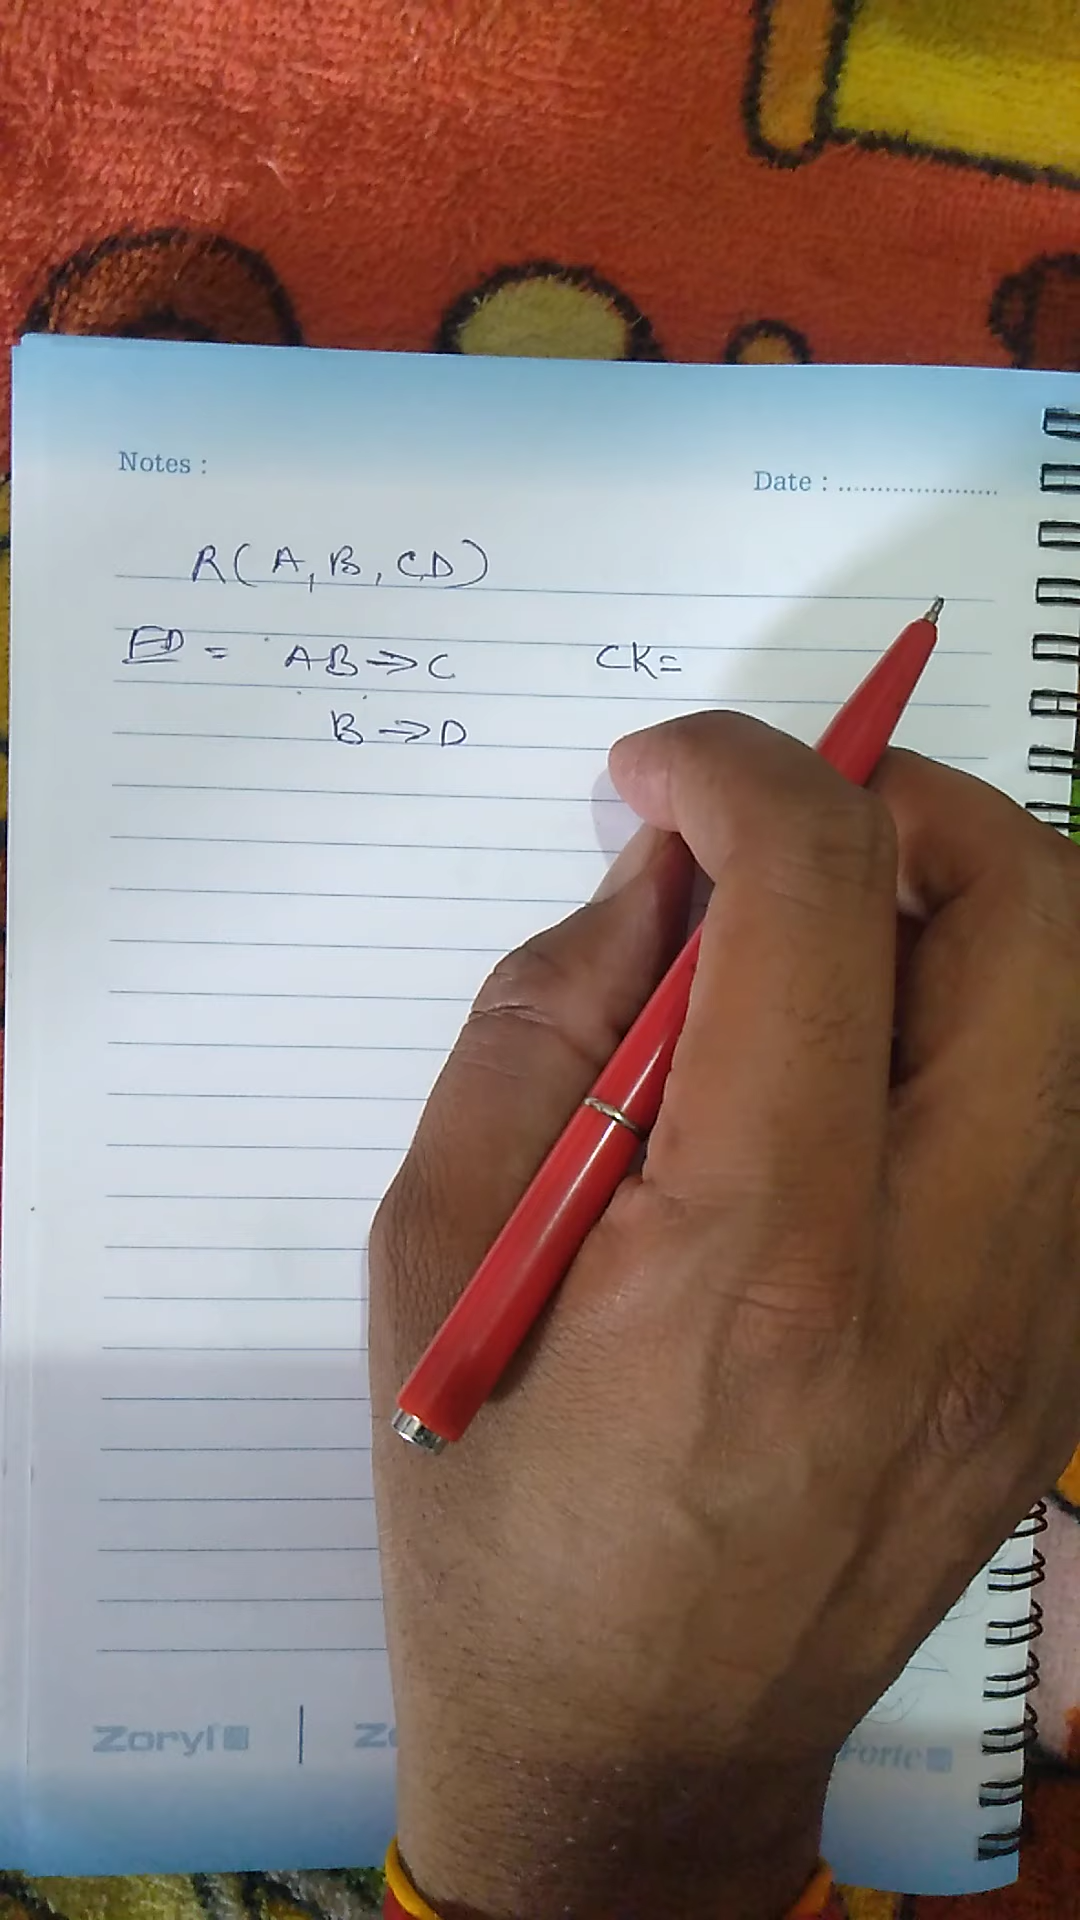 Notes :
Date : ......................
R(A, B, C,D)
FD = AB → C
CK =
B → D
Zoryl
Forte